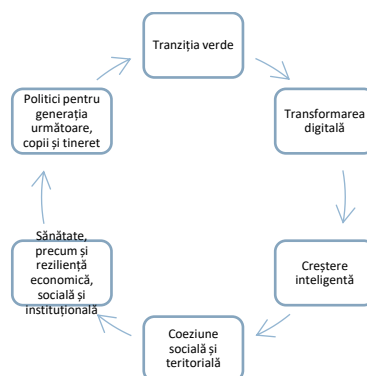 Tranziția verde
Transformarea
digitală
Creștere
inteligentă
Coeziune
socială și
teritorială
Sănătate,
precum și
reziliență
economică,
socială și
instituțională
Politici pentru
generația
următoare,
copii și tineret